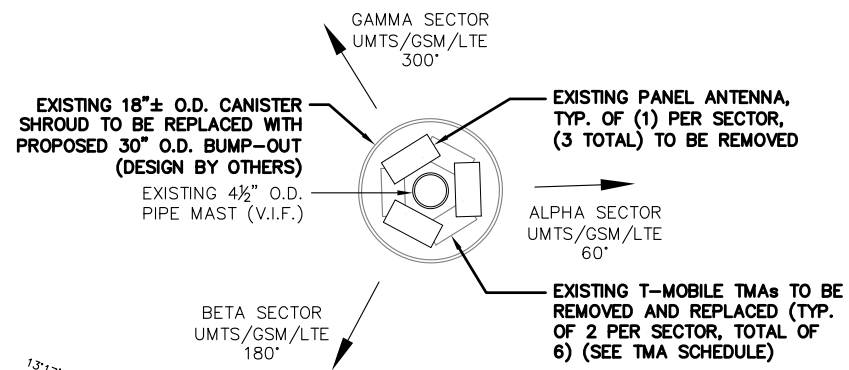 GAMMA SECTOR
UMTS/GSM/LTE
300°
EXISTING 18"± O.D. CANISTER
SHROUD TO BE REPLACED WITH
PROPOSED 30" O.D. BUMP-OUT
(DESIGN BY OTHERS)
EXISTING PANEL ANTENNA,
TYP. OF (1) PER SECTOR,
(3 TOTAL) TO BE REMOVED
EXISTING 4½" O.D.
PIPE MAST (V.I.F.)
ALPHA SECTOR
UMTS/GSM/LTE
60°
BETA SECTOR
UMTS/GSM/LTE
180°
EXISTING T-MOBILE TMAs TO BE
REMOVED AND REPLACED (TYP.
OF 2 PER SECTOR, TOTAL OF
6) (SEE TMA SCHEDULE)